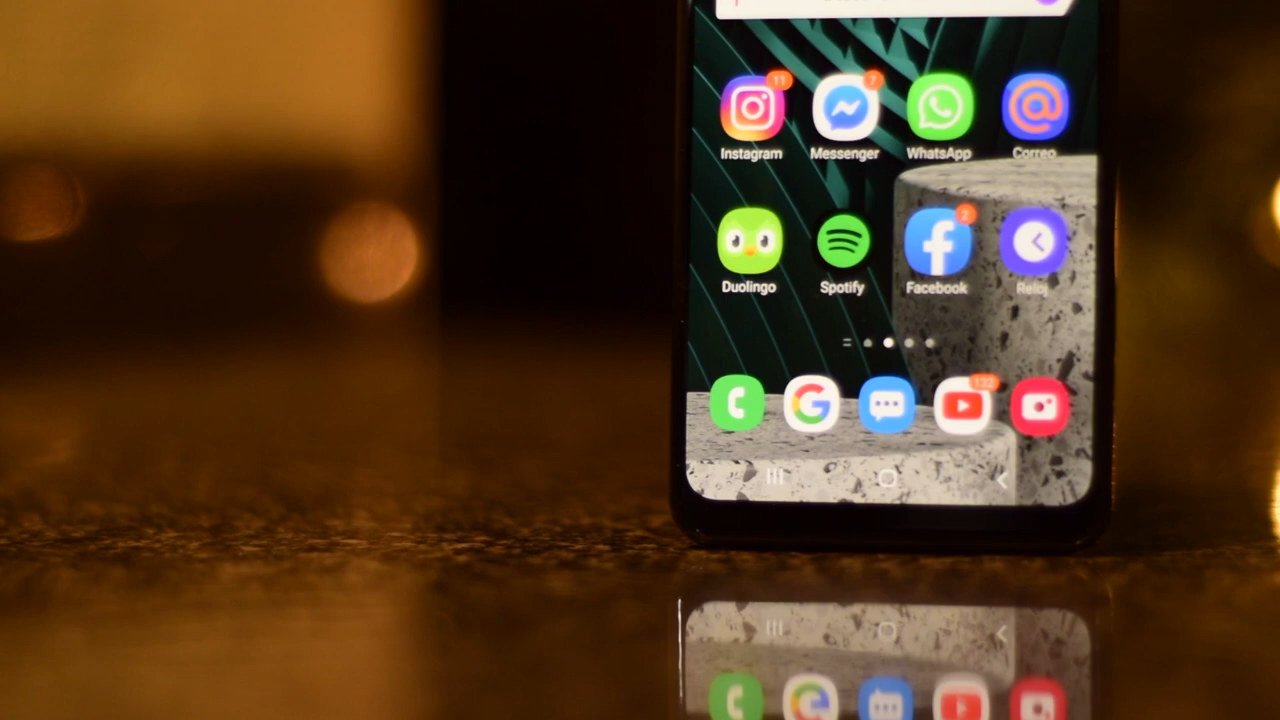 11 7
Instagram Messenger WhatsApp Correo
2
Duolingo Spotify Facebook Reloj
132